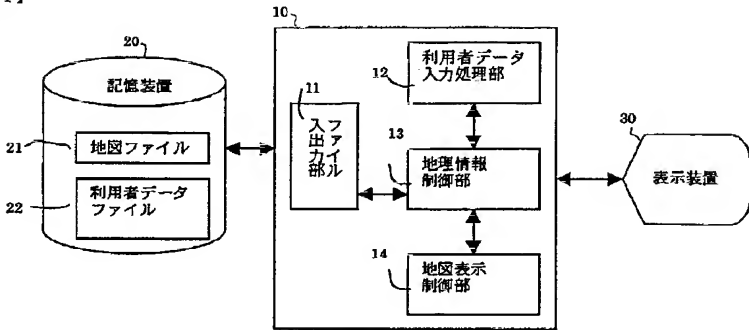 10
20
記憶装置
21
地図ファイル
22
利用者データ
ファイル
11
ファイル
入出力部
12
利用者データ
入力処理部
13
地理情報
制御部
14
地図表示
制御部
30
表示装置